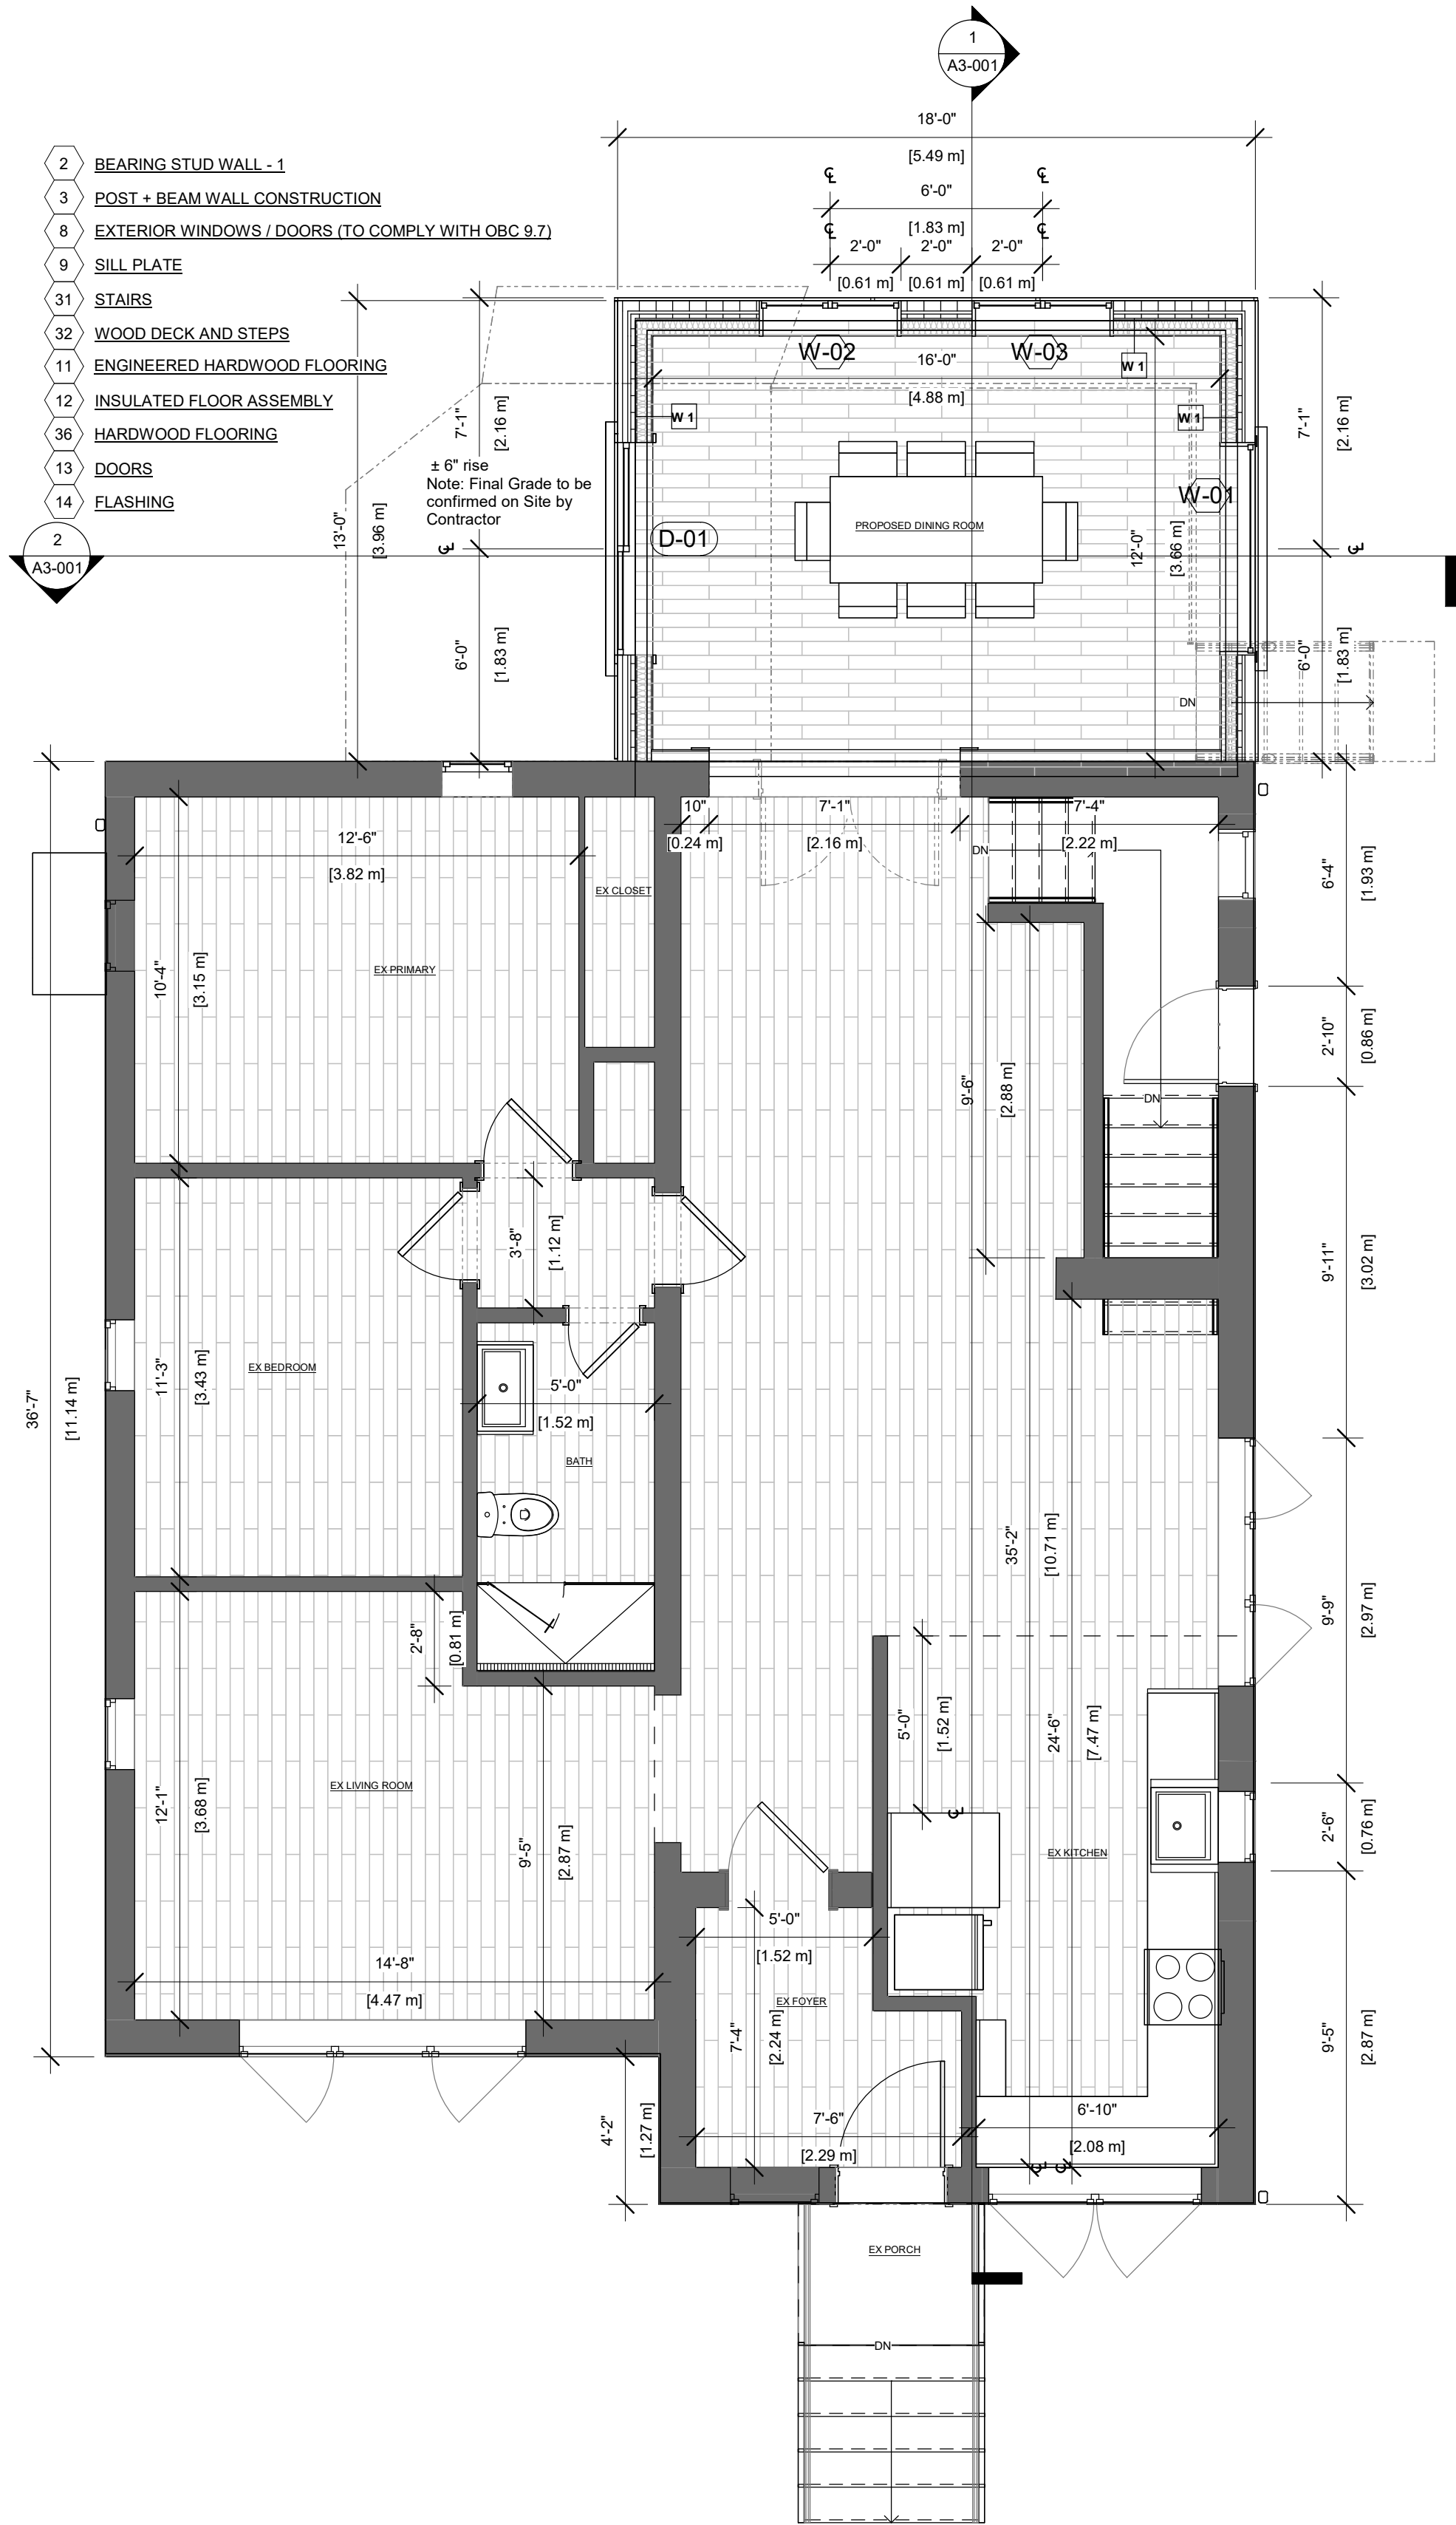 1
A3-001
18'-0"
[5.49 m]
℄
℄
6'-0"
[1.83 m]
℄
℄
2'-0"
2'-0"
2'-0"
[0.61 m]
[0.61 m]
[0.61 m]
2 BEARING STUD WALL - 1
3 POST + BEAM WALL CONSTRUCTION
8 EXTERIOR WINDOWS / DOORS (TO COMPLY WITH OBC 9.7)
9 SILL PLATE
31 STAIRS
32 WOOD DECK AND STEPS
11 ENGINEERED HARDWOOD FLOORING
12 INSULATED FLOOR ASSEMBLY
36 HARDWOOD FLOORING
13 DOORS
14 FLASHING
2
A3-001
13'-0"
[3.96 m]
7'-1"
[2.16 m]
± 6" rise
Note: Final Grade to be
confirmed on Site by
Contractor
℄
6'-0"
[1.83 m]
W-02
W-03
16'-0"
[4.88 m]
W 1
W 1
W 1
W-01
D-01
PROPOSED DINING ROOM
12'-0"
[3.66 m]
7'-1"
[2.16 m]
℄
6'-0"
[1.83 m]
DN
10"
[0.24 m]
7'-1"
[2.16 m]
7'-4"
[2.22 m]
DN
12'-6"
[3.82 m]
EX CLOSET
EX PRIMARY
10'-4"
[3.15 m]
6'-4"
[1.93 m]
2'-10"
[0.86 m]
9'-6"
[2.88 m]
DN
3'-8"
[1.12 m]
9'-11"
[3.02 m]
36'-7"
[11.14 m]
11'-3"
[3.43 m]
EX BEDROOM
5'-0"
[1.52 m]
BATH
35'-2"
[10.71 m]
2'-8"
[0.81 m]
9'-9"
[2.97 m]
5'-0"
[1.52 m]
24'-6"
[7.47 m]
℄
EX LIVING ROOM
12'-1"
[3.68 m]
9'-5"
[2.87 m]
EX KITCHEN
2'-6"
[0.76 m]
5'-0"
[1.52 m]
14'-8"
[4.47 m]
EX FOYER
7'-4"
[2.24 m]
9'-5"
[2.87 m]
4'-2"
[1.27 m]
7'-6"
[2.29 m]
6'-10"
[2.08 m]
℄
℄
EX PORCH
DN